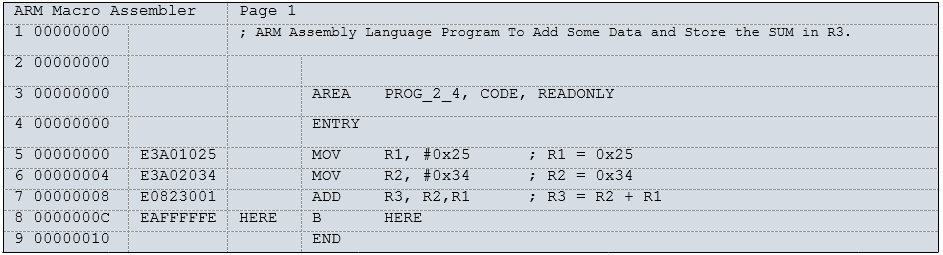 ARM Macro Assembler Page 1
1 00000000 ; ARM Assembly Language Program To Add Some Data and Store the SUM in R3.
2 00000000
3 00000000 AREA PROG_2_4, CODE, READONLY
4 00000000 ENTRY
5 00000000 E3A01025 MOV R1, #0x25 ; R1 = 0x25
6 00000004 E3A02034 MOV R2, #0x34 ; R2 = 0x34
7 00000008 E0823001 ADD R3, R2,R1 ; R3 = R2 + R1
8 0000000C EAFFFFFE HERE B HERE
9 00000010 END